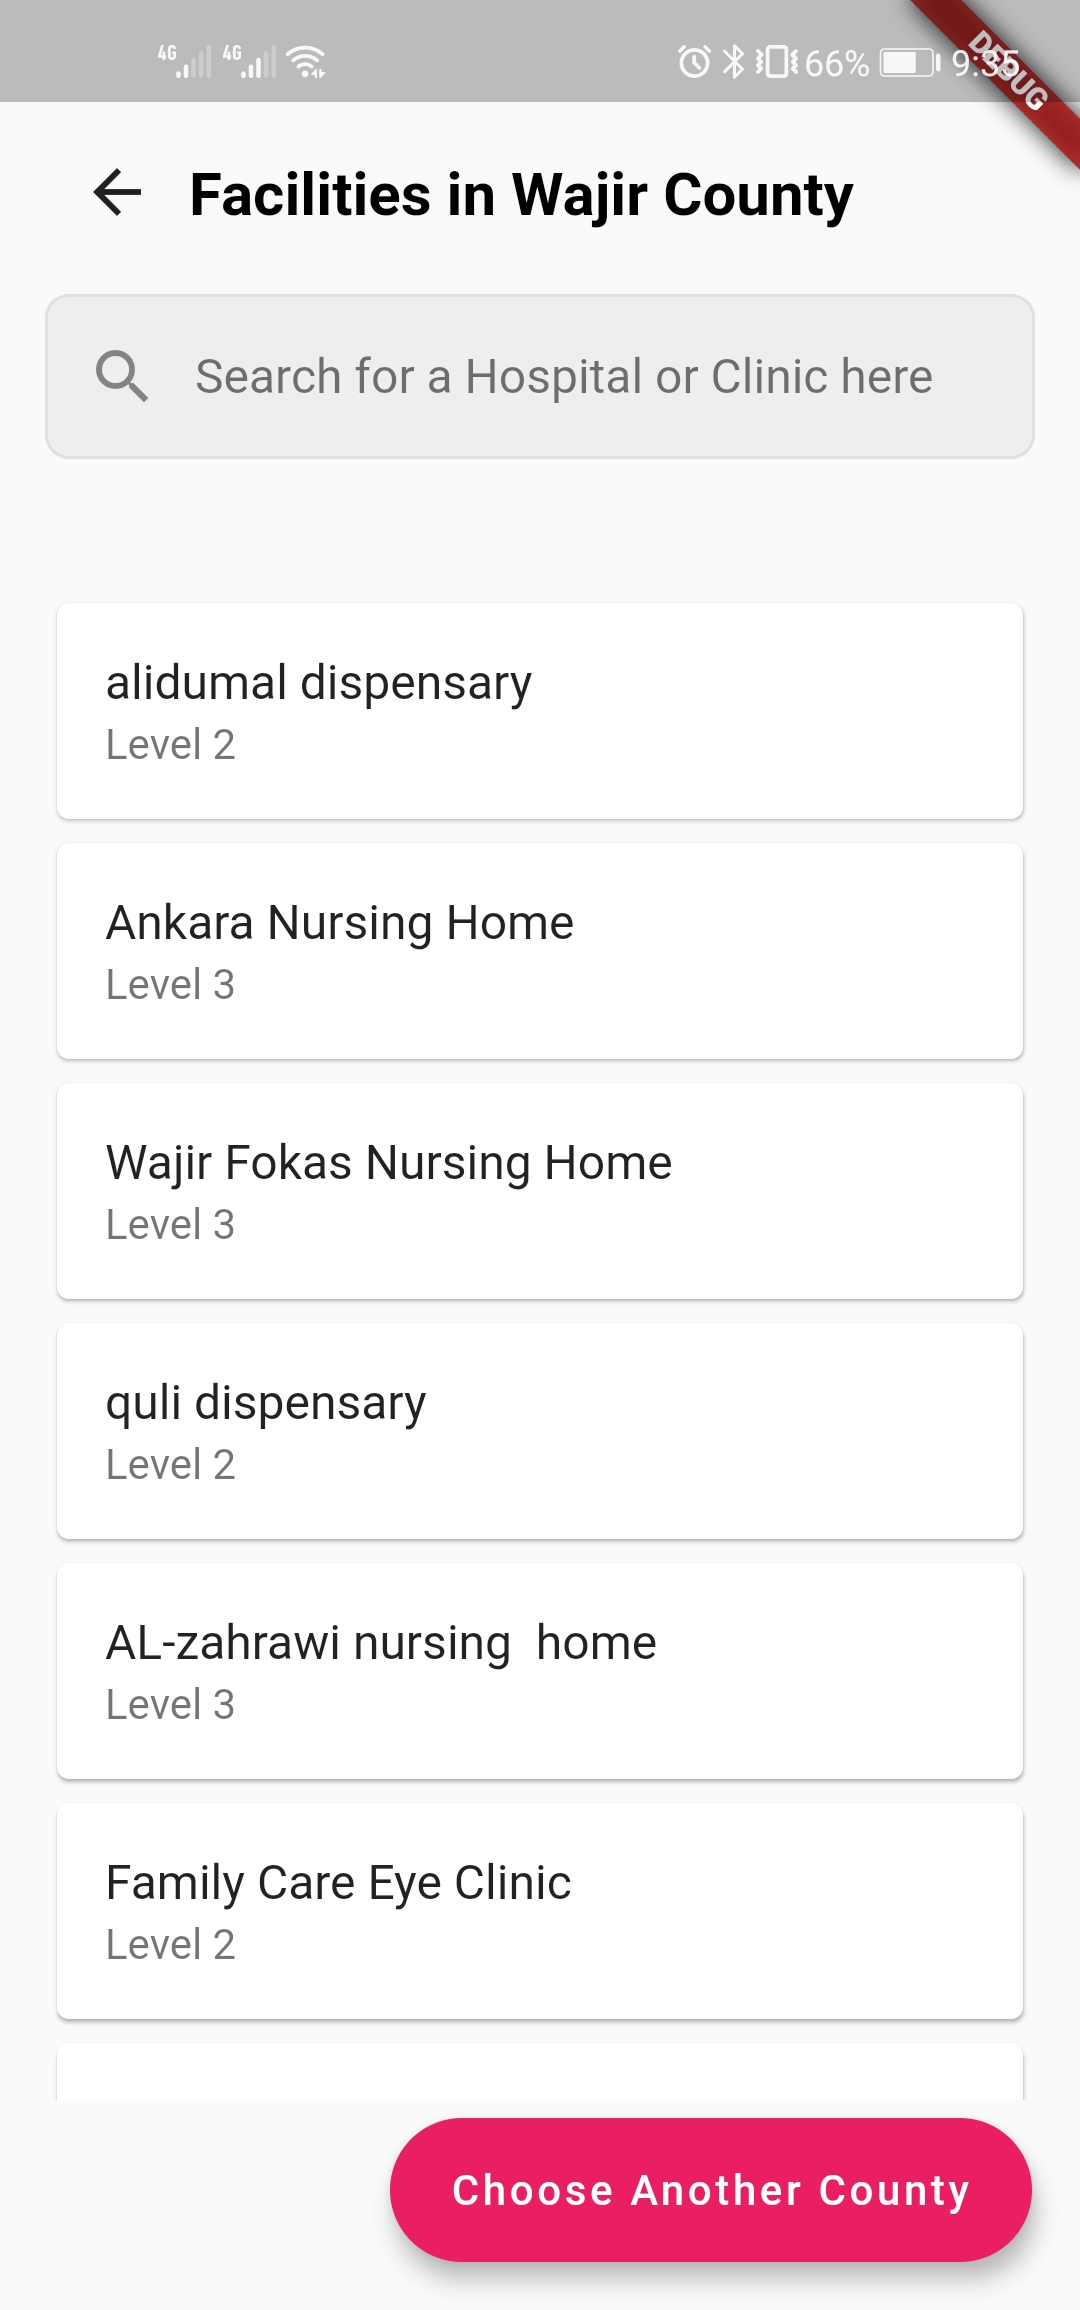 4G 4G 66% 9:35
DEBUG
Facilities in Wajir County
Search for a Hospital or Clinic here
alidumal dispensary
Level 2
Ankara Nursing Home
Level 3
Wajir Fokas Nursing Home
Level 3
quli dispensary
Level 2
AL-zahrawi nursing  home
Level 3
Family Care Eye Clinic
Level 2
Choose Another County